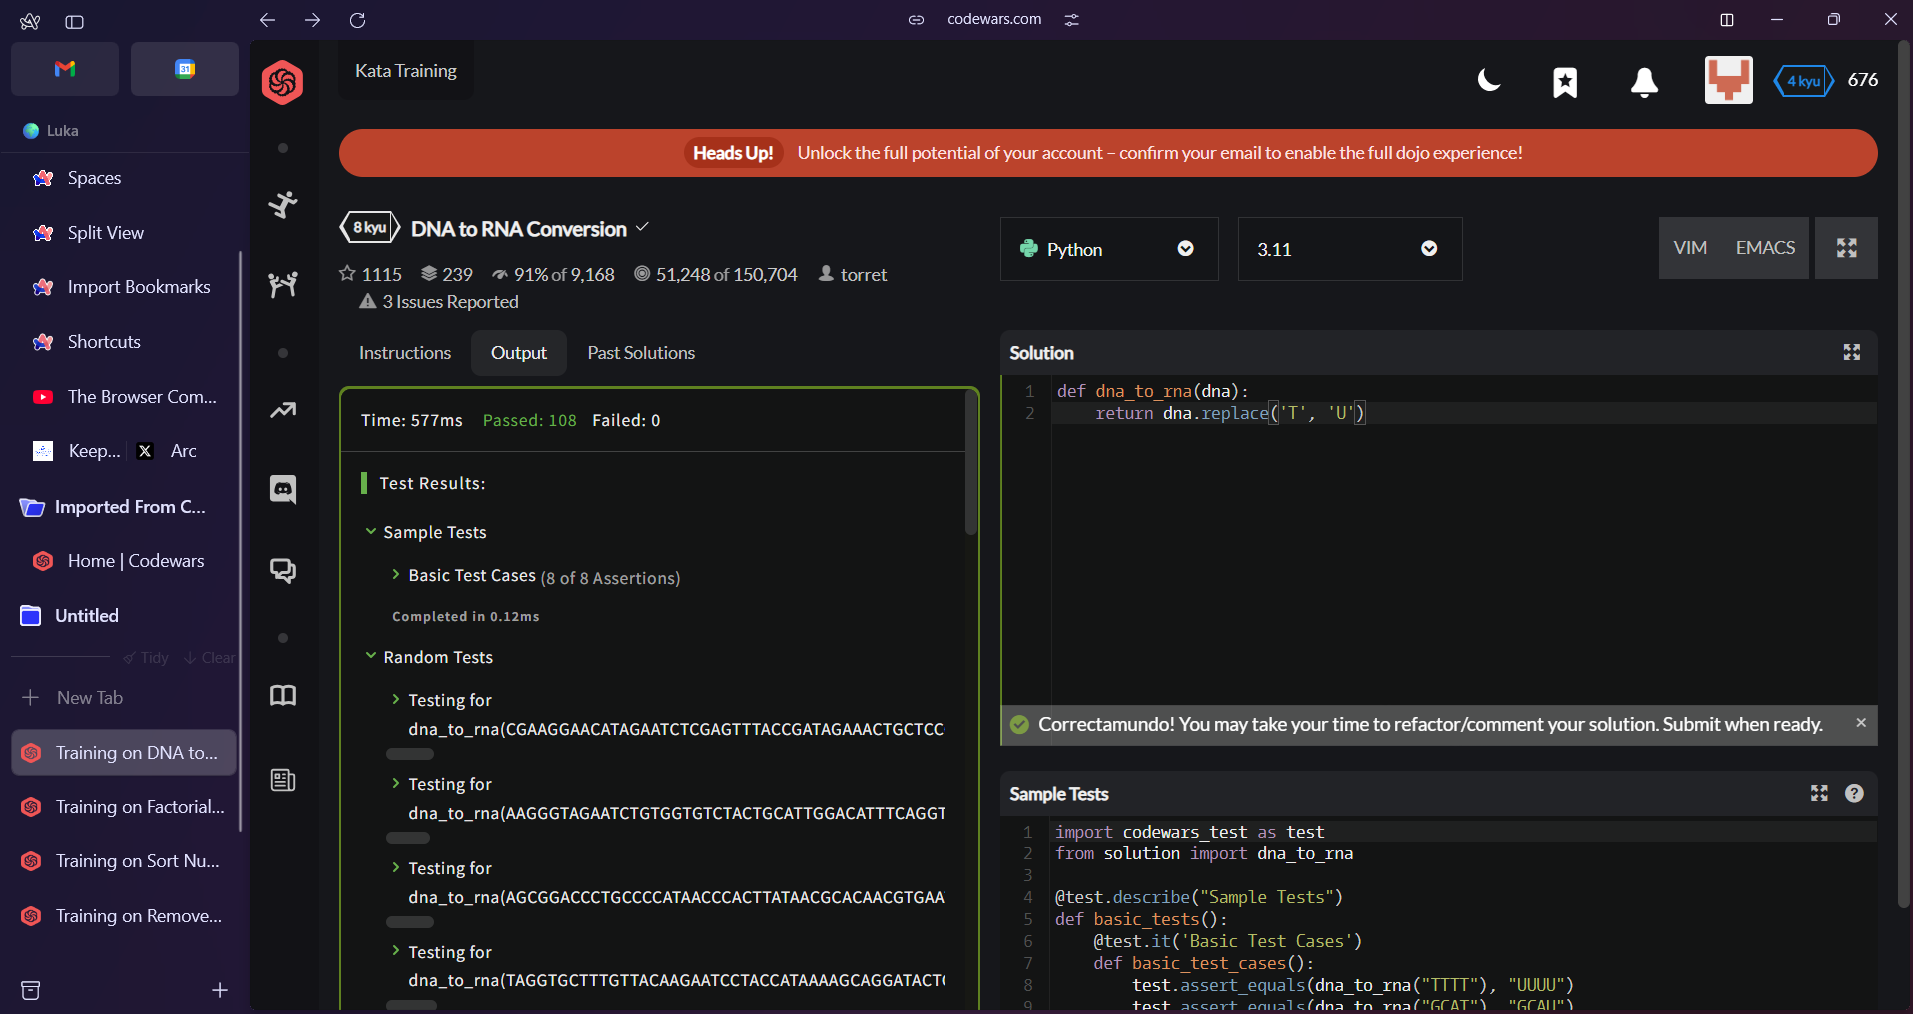 codewars.com
31
Luka
Spaces
Split View
Import Bookmarks
Shortcuts
The Browser Com...
Keep... X Arc
Imported From C...
Home | Codewars
Untitled
Tidy Clear
New Tab
Training on DNA to...
Training on Factorial...
Training on Sort Nu...
Training on Remove...
Kata Training
4 kyu 676
Heads Up! Unlock the full potential of your account – confirm your email to enable the full dojo experience!
8 kyu DNA to RNA Conversion
1115 239 91% of 9,168 51,248 of 150,704 torret
3 Issues Reported
Python
3.11
VIM EMACS
Instructions Output Past Solutions
Time: 577ms Passed: 108 Failed: 0
Test Results:
Sample Tests
Basic Test Cases (8 of 8 Assertions)
Completed in 0.12ms
Random Tests
Testing for
dna_to_rna(CGAAGGAACATAGAATCTCGAGTTTACCGATAGAAACTGCTCC
Testing for
dna_to_rna(AAGGGTAGAATCTGTGGTGTCTACTGCATTGGACATTTCAGGT
Testing for
dna_to_rna(AGCGGACCCTGCCCCATAACCCACTTATAACGCACAACGTGAA
Testing for
dna_to_rna(TAGGTGCTTTGTTACAAGAATCCTACCATAAAAGCAGGATACT
Solution
1 def dna_to_rna(dna):
2 return dna.replace('T', 'U')
Correctamundo! You may take your time to refactor/comment your solution. Submit when ready.
Sample Tests
1 import codewars_test as test
2 from solution import dna_to_rna
3
4 @test.describe("Sample Tests")
5 def basic_tests():
6 @test.it('Basic Test Cases')
7 def basic_test_cases():
8 test.assert_equals(dna_to_rna("TTTT"), "UUUU")
9 test.assert_equals(dna_to_rna("GCAT"), "GCAU")